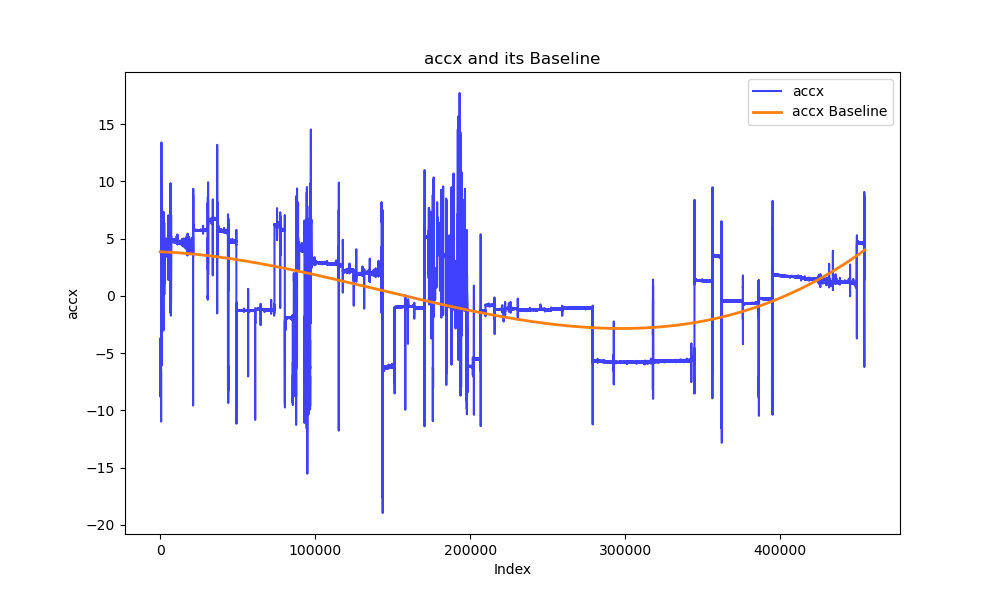 accx and its Baseline
accx
accx Baseline
15
10
5
0
−5
−10
−15
−20
accx
0
100000
200000
300000
400000
Index